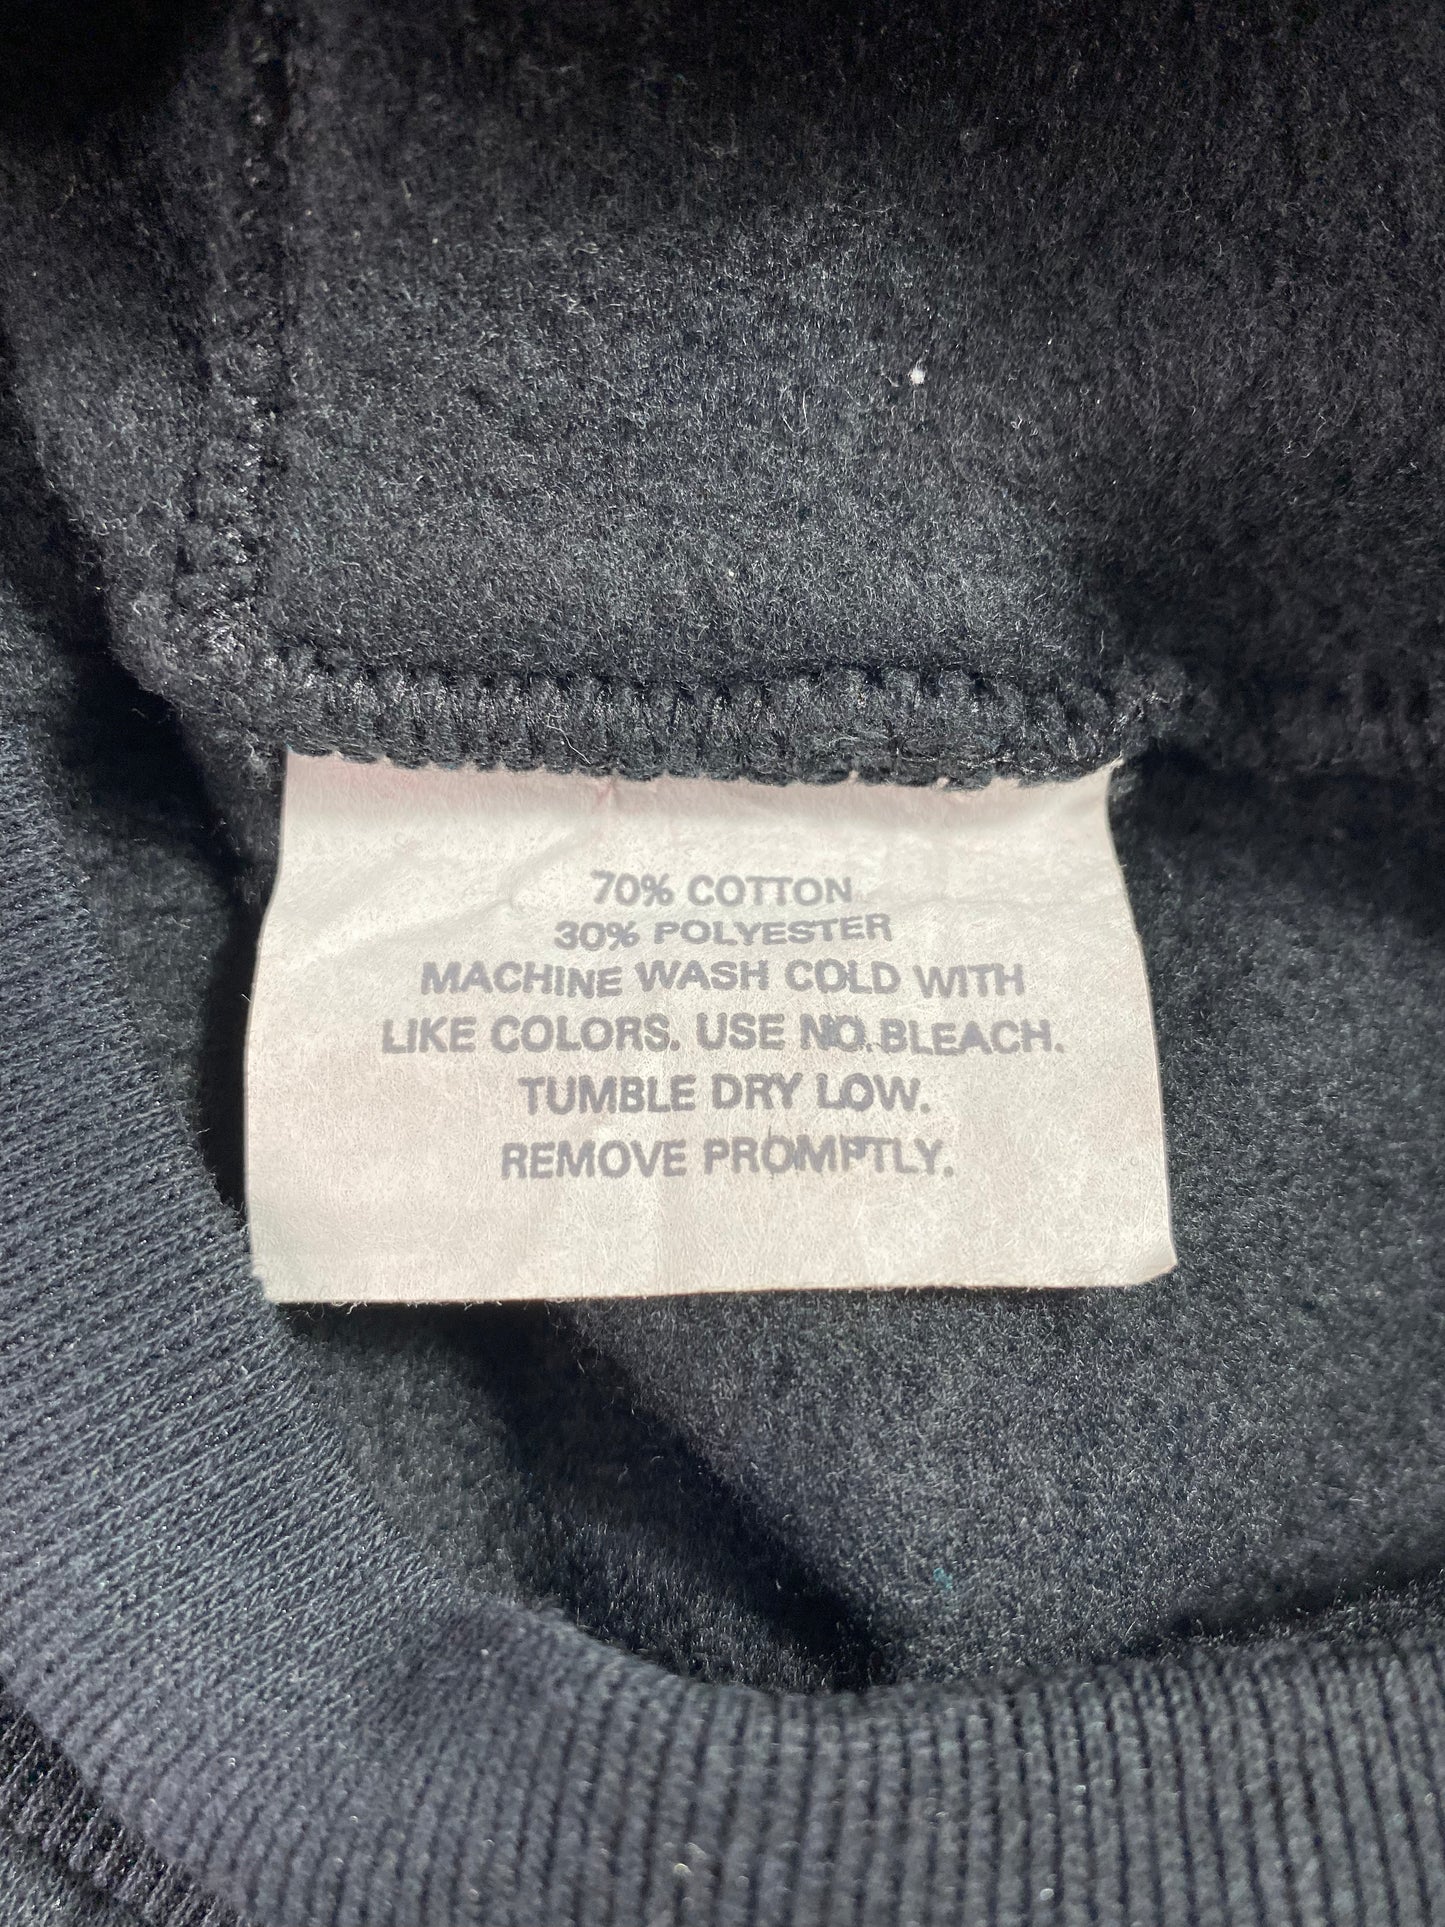 70% COTTON
30% POLYESTER
MACHINE WASH COLD WITH
LIKE COLORS. USE NO. BLEACH.
TUMBLE DRY LOW.
REMOVE PROMPTLY.